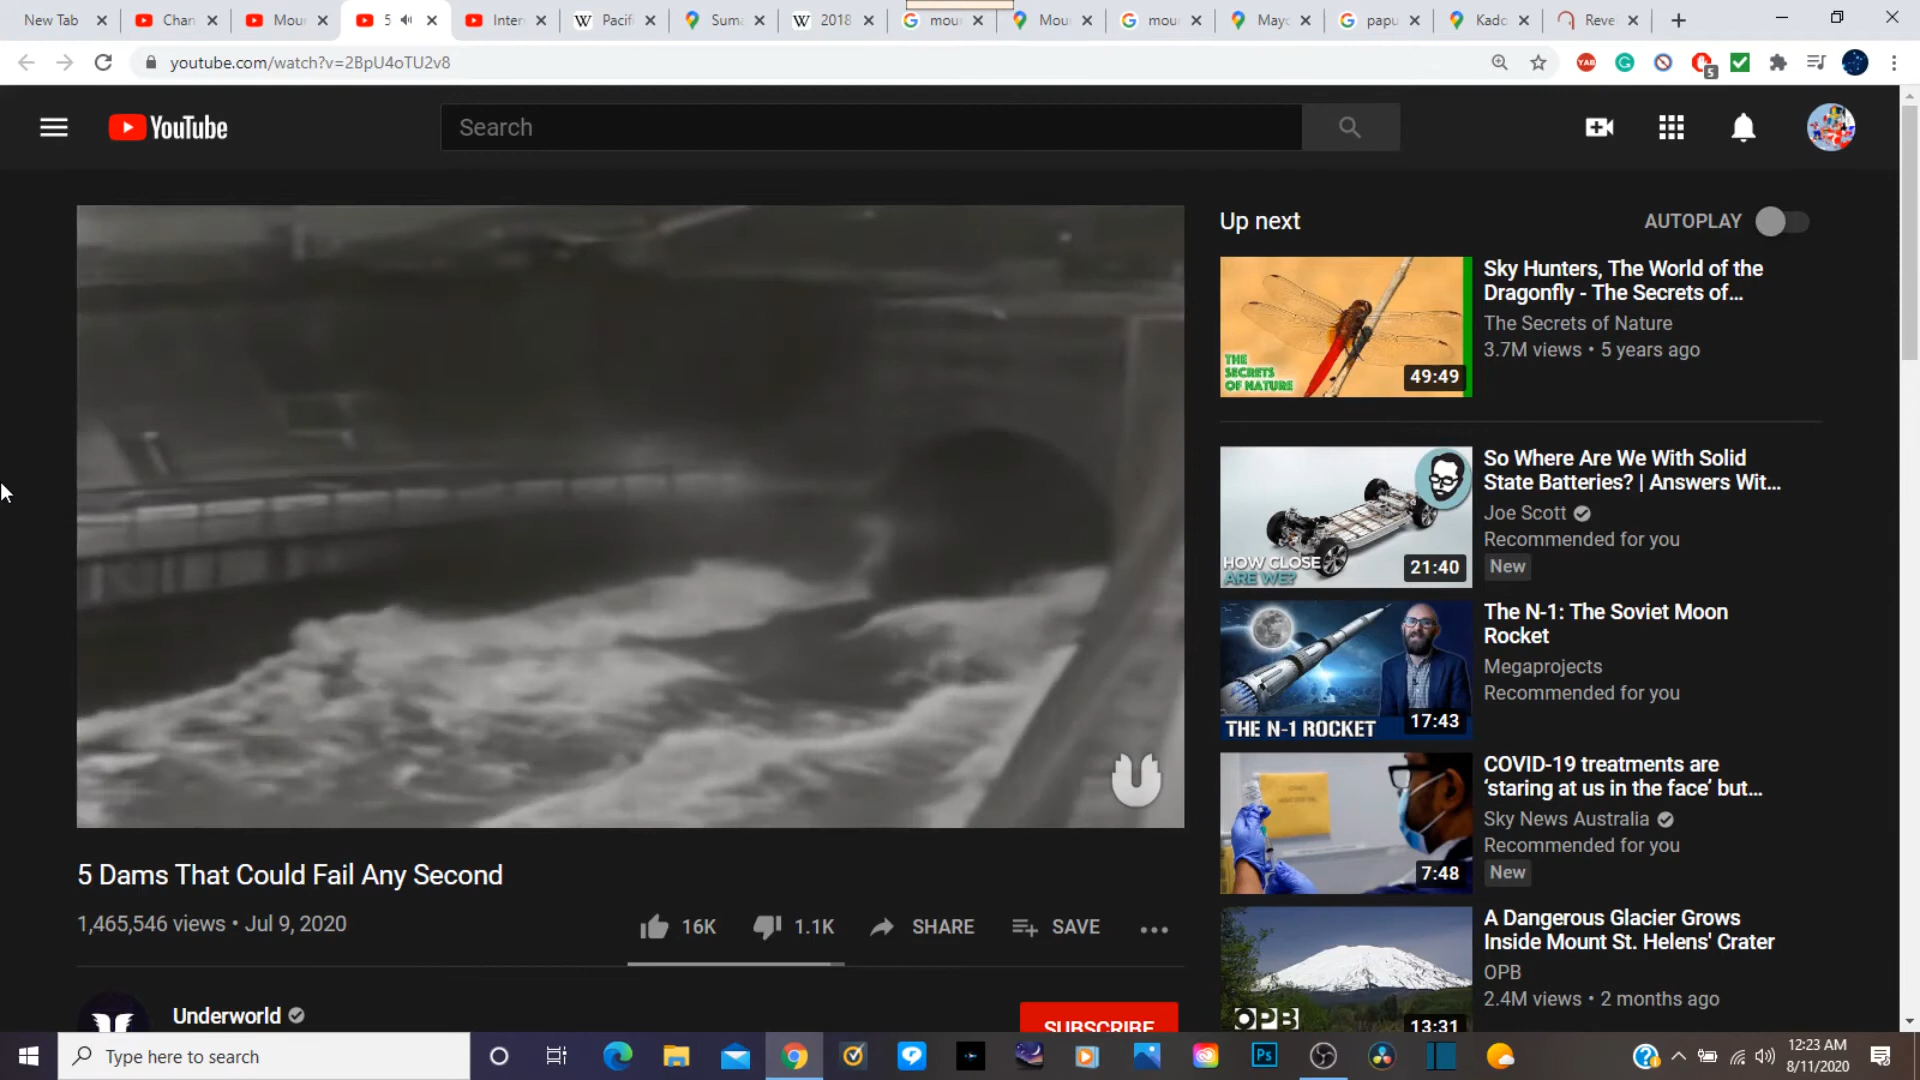 New Tab
Chan
Mour
5
Inter
Pacifi
Suma
2018
mour
Mou
mou
Mayo
papu
Kado
Reve
youtube.com/watch?v=2BpU4oTU2v8
YAB
5
YouTube
Search
Up next
AUTOPLAY
THE
SECRETS
OF NATURE
49:49
Sky Hunters, The World of the
Dragonfly - The Secrets of...
The Secrets of Nature
3.7M views • 5 years ago
HOW CLOSE
ARE WE?
21:40
So Where Are We With Solid
State Batteries? | Answers Wit...
Joe Scott
Recommended for you
New
THE N-1 ROCKET
17:43
The N-1: The Soviet Moon
Rocket
Megaprojects
Recommended for you
7:48
COVID-19 treatments are
‘staring at us in the face’ but...
Sky News Australia
Recommended for you
New
OPB
13:31
A Dangerous Glacier Grows
Inside Mount St. Helens' Crater
OPB
2.4M views • 2 months ago
5 Dams That Could Fail Any Second
1,465,546 views • Jul 9, 2020
16K
1.1K
SHARE
SAVE
Underworld
SUBSCRIBE
Type here to search
Ps
12:23 AM
8/11/2020